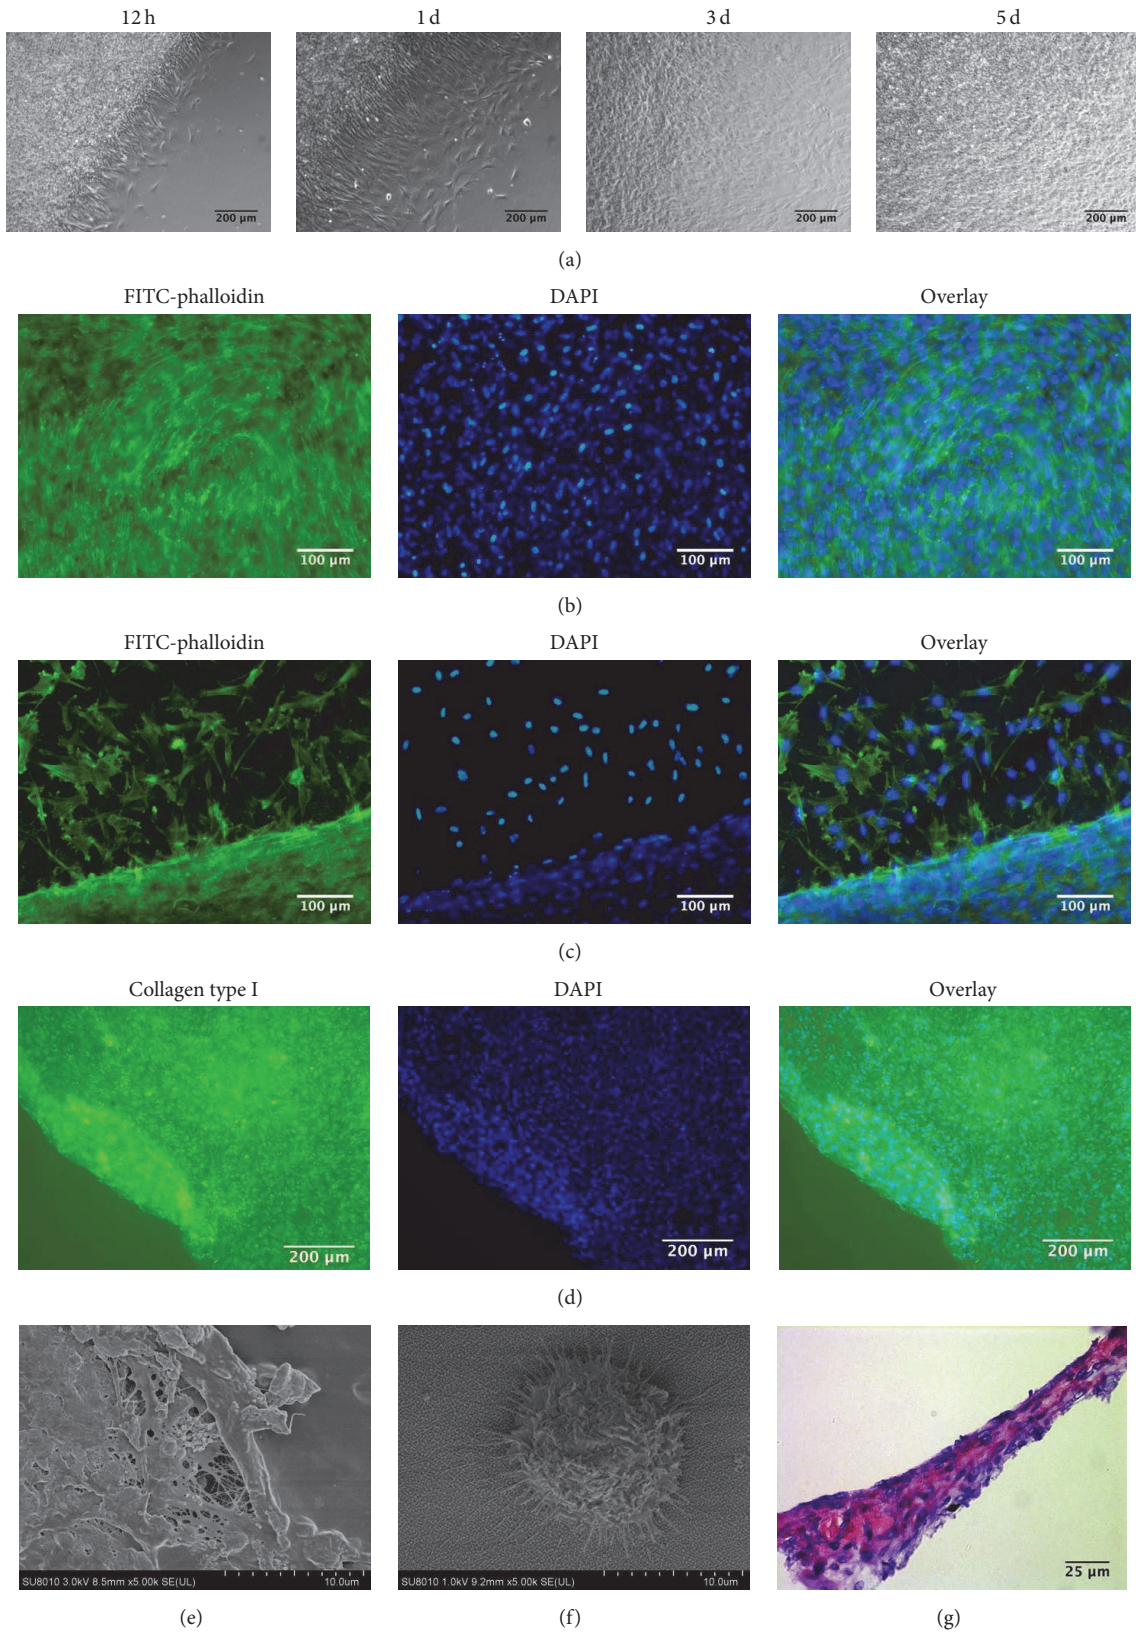 12 h 1 d 3 d 5 d
200 µm 200 µm 200 µm 200 µm
(a)
FITC-phalloidin DAPI Overlay
100 µm 100 µm 100 µm
(b)
FITC-phalloidin DAPI Overlay
100 µm 100 µm 100 µm
(c)
Collagen type I DAPI Overlay
200 µm 200 µm 200 µm
(d)
SU8010 3.0kV 8.5mm x5.00k SE(UL) 10.0um SU8010 1.0kV 9.2mm x5.00k SE(UL) 10.0um 25 µm
(e) (f) (g)